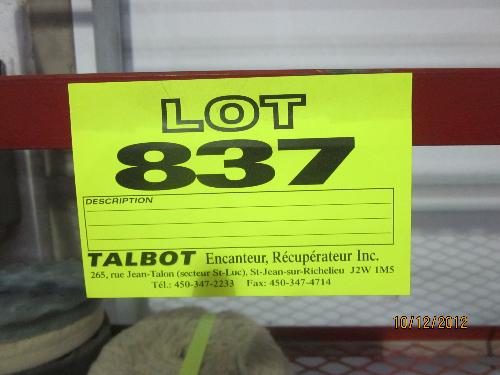 LOT
837
DESCRIPTION
TALBOT Encanteur, Récupérateur Inc.
265, rue Jean-Talon (secteur St-Luc), St-Jean-sur-Richelieu J2W 1M5
Tél.: 450-347-2233 Fax: 450-347-4714
10/12/2012